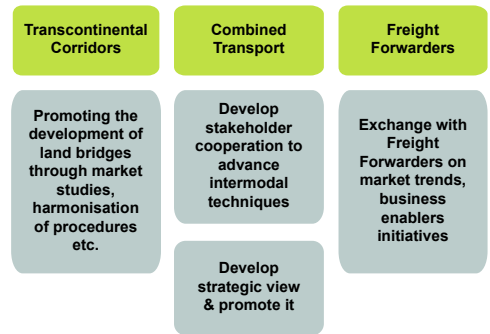 Transcontinental
Corridors
Combined
Transport
Freight
Forwarders
Promoting the
development of
land bridges
through market
studies,
harmonisation
of procedures
etc.
Develop
stakeholder
cooperation to
advance
intermodal
techniques
Exchange with
Freight
Forwarders on
market trends,
business
enablers
initiatives
Develop
strategic view
& promote it